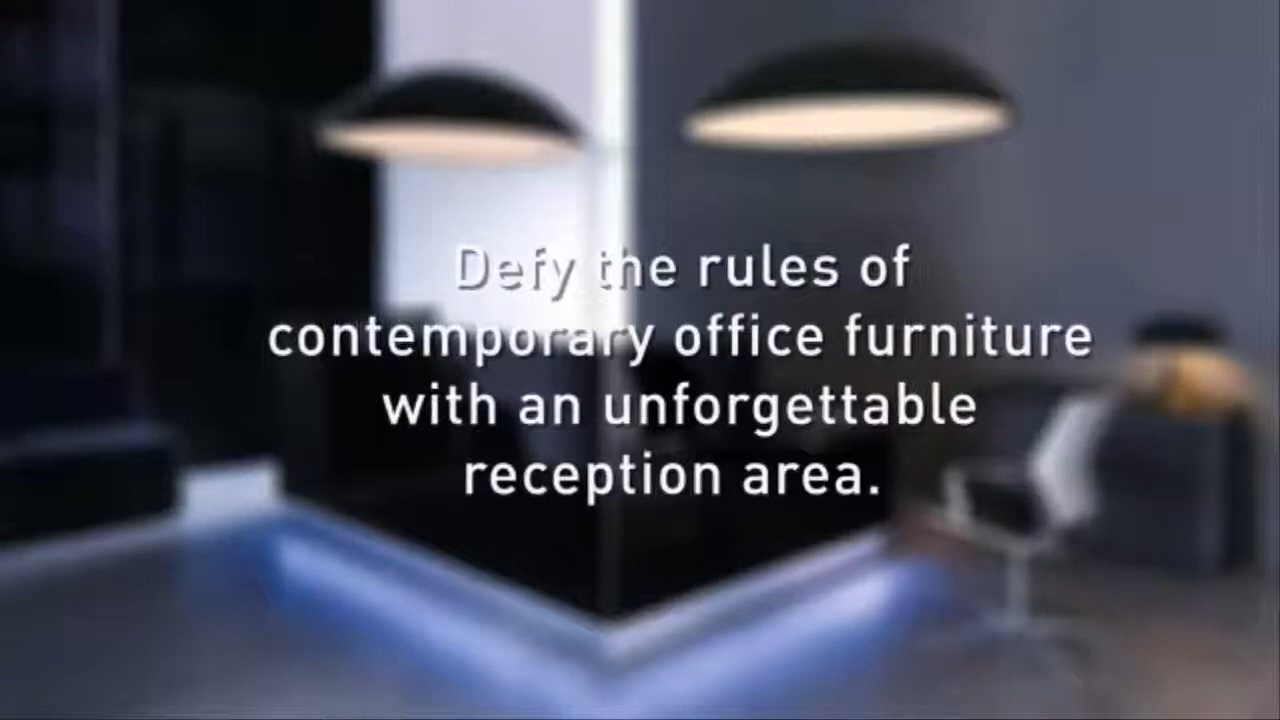 Defy the rules of
contemporary office furniture
with an unforgettable
reception area.